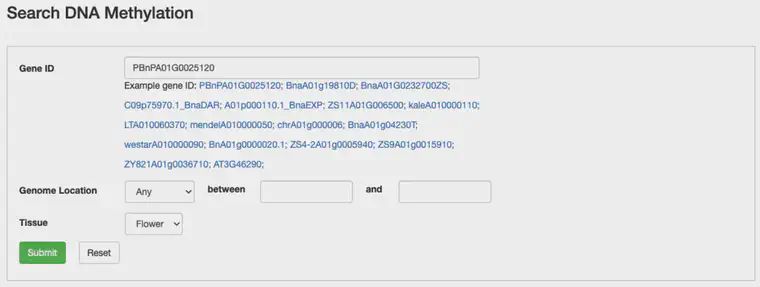 Search DNA Methylation
Gene ID PBnPA01G0025120
Example gene ID: PBnPA01G0025120; BnaA01g19810D; BnaA01G0232700ZS;
C09p75970.1_BnaDAR; A01p000110.1_BnaEXP; ZS11A01G006500; kaleA010000110;
LTA010060370; mendelA010000050; chrA01g000006; BnaA01g04230T;
westarA010000090; BnA01g0000020.1; ZS4-2A01g0005940; ZS9A01g0015910;
ZY821A01g0036710; AT3G46290;
Genome Location Any between and
Tissue Flower
Submit Reset